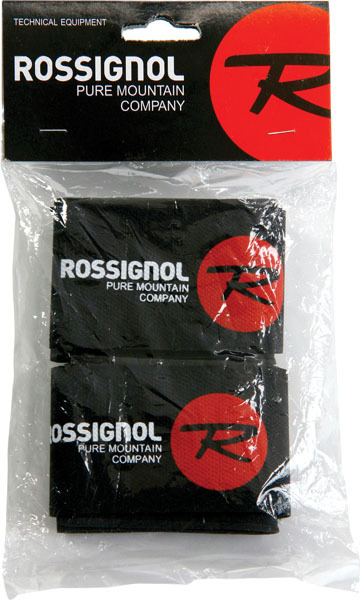 TECHNICAL EQUIPMENT
ROSSIGNOL
PURE MOUNTAIN
COMPANY
R
ROSSIGNOL
PURE MOUNTAIN
COMPANY
R
ROSSIGNOL
PURE MOUNTAIN
COMPANY
R